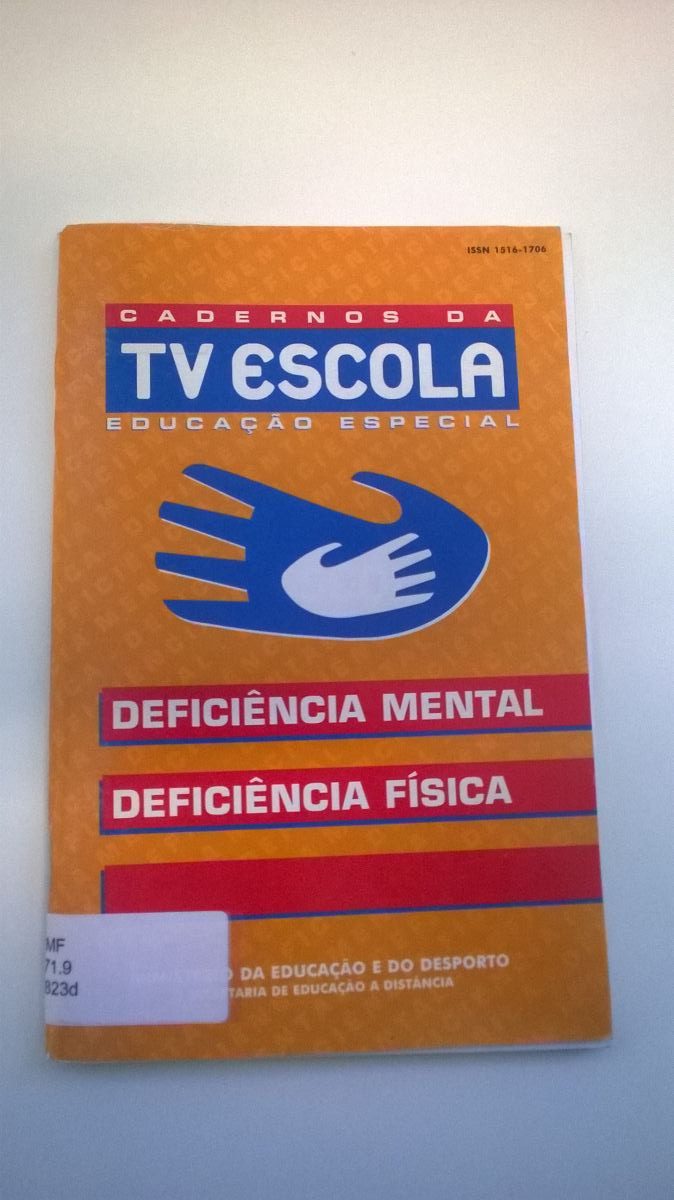 ISSN 1516-1706
CADERNOS DA
TV ESCOLA
EDUCAÇÃO ESPECIAL
DEFICIÊNCIA MENTAL
DEFICIÊNCIA FÍSICA
DA EDUCAÇÃO E DO DESPORTO
DE EDUCAÇÃO A DISTÂNCIA
MF
71.9
823d